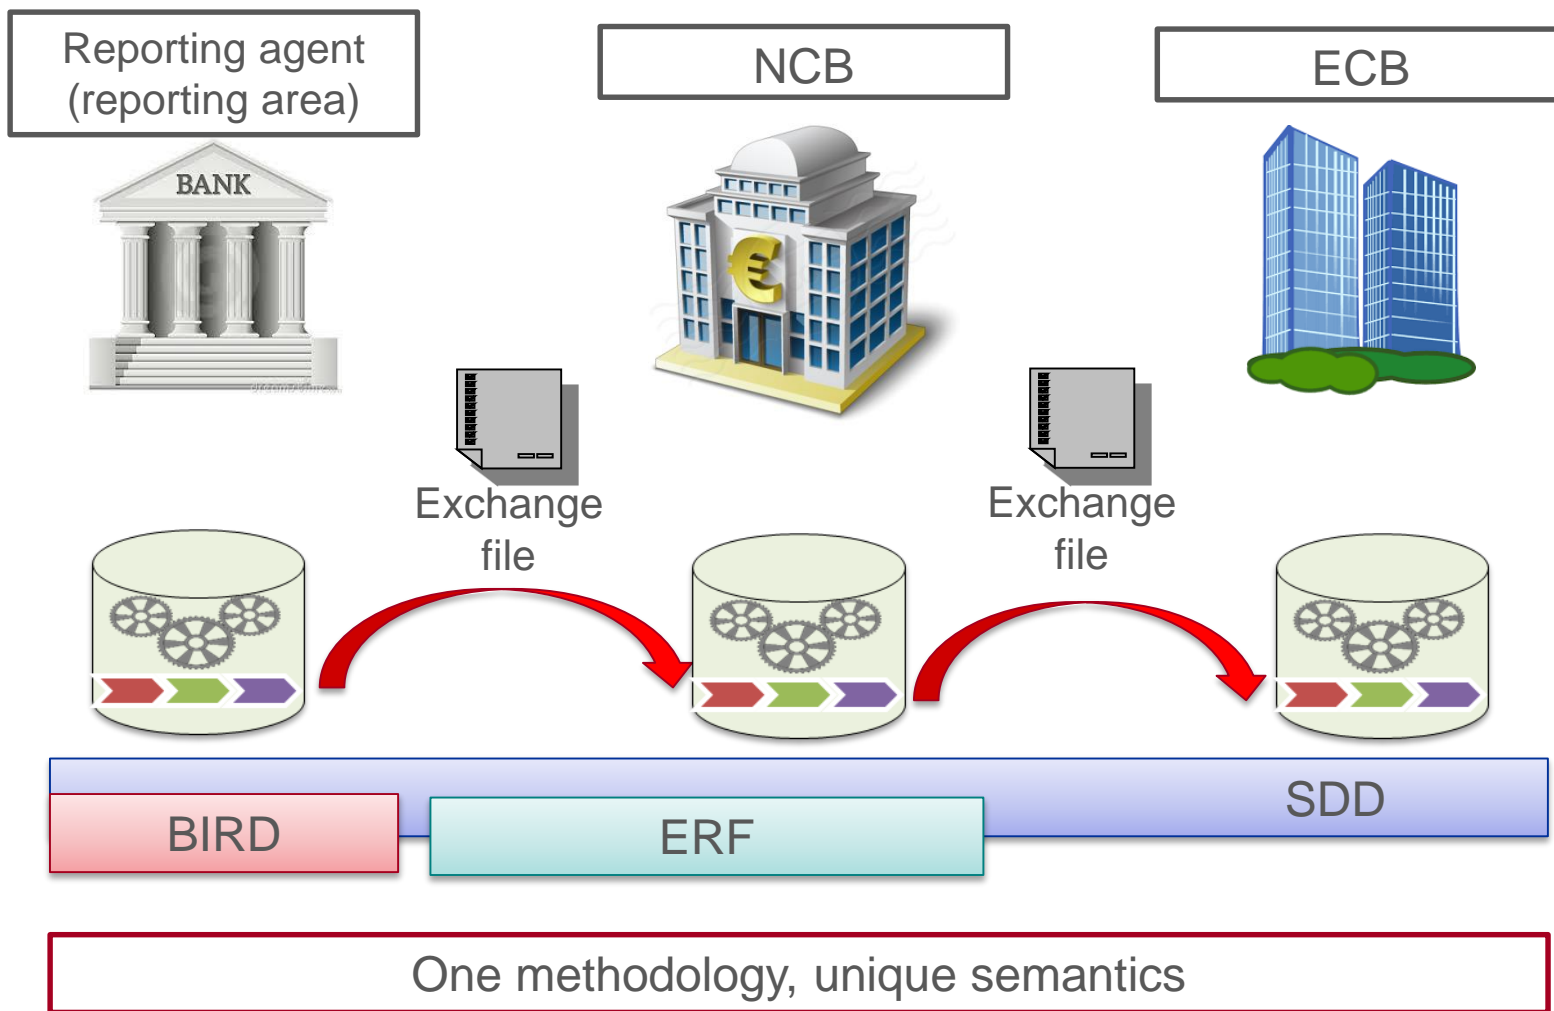 Reporting agent
(reporting area)
NCB
ECB
BANK
€
Exchange
file
Exchange
file
SDD
BIRD
ERF
One methodology, unique semantics